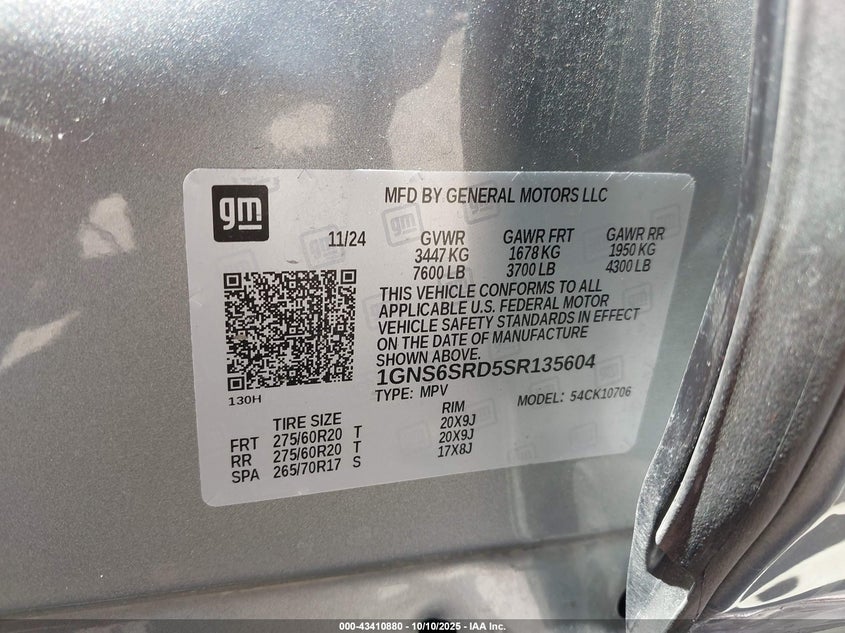 gm
MFD BY GENERAL MOTORS LLC
11/24 GVWR GAWR FRT GAWR RR
3447 KG 1678 KG 1950 KG
7600 LB 3700 LB 4300 LB
THIS VEHICLE CONFORMS TO ALL
APPLICABLE U.S. FEDERAL MOTOR
VEHICLE SAFETY STANDARDS IN EFFECT
ON THE DATE OF MANUFACTURE
SHOWN ABOVE.
1GNS6SRD5SR135604
130H
TYPE: MPV MODEL: 54CK10706
TIRE SIZE RIM
FRT 275/60R20 T 20X9J
RR 275/60R20 T 20X9J
SPA 265/70R17 S 17X8J
000-43410880 - 10/10/2025 - IAA Inc.